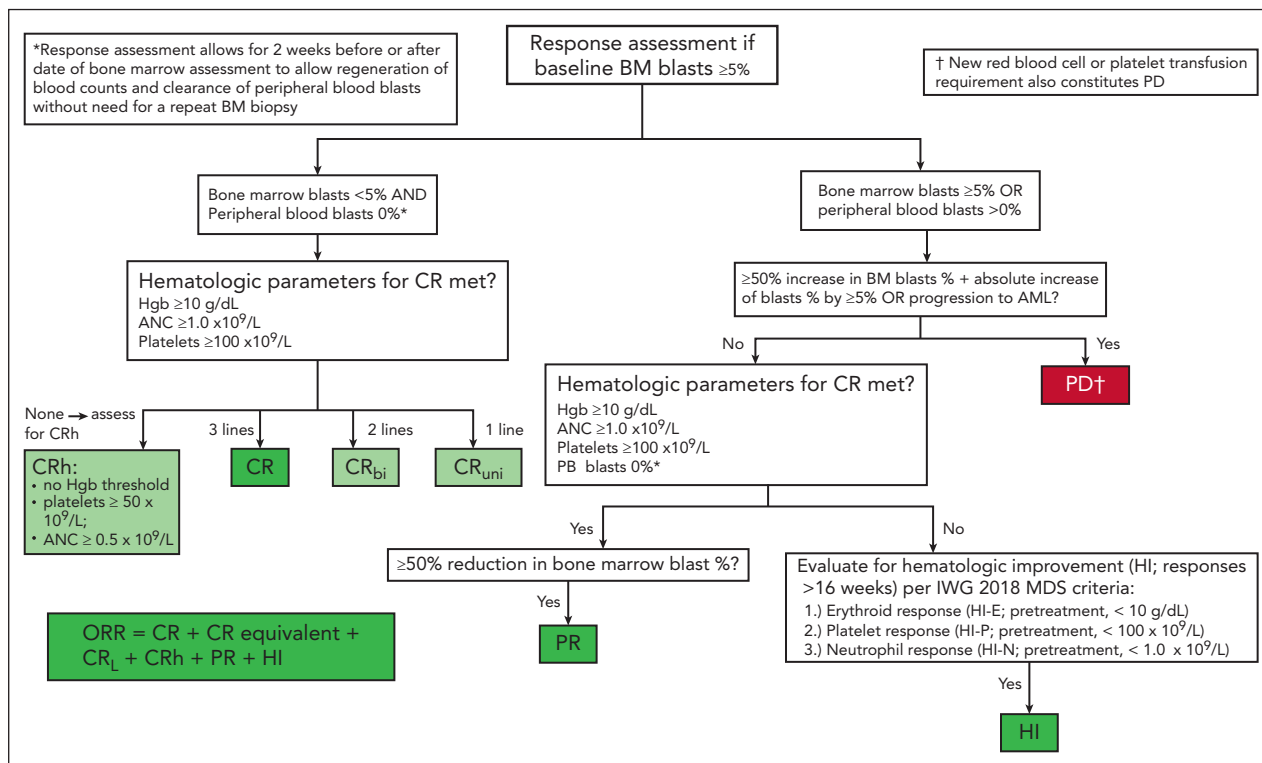 *Response assessment allows for 2 weeks before or after
date of bone marrow assessment to allow regeneration of
blood counts and clearance of peripheral blood blasts
without need for a repeat BM biopsy
Response assessment if
baseline BM blasts ≥5%
† New red blood cell or platelet transfusion
requirement also constitutes PD
Bone marrow blasts <5% AND
Peripheral blood blasts 0%*
Bone marrow blasts ≥5% OR
peripheral blood blasts >0%
Hematologic parameters for CR met?
Hgb ≥10 g/dL
ANC ≥1.0 x10⁹/L
Platelets ≥100 x10⁹/L
≥50% increase in BM blasts % + absolute increase
of blasts % by ≥5% OR progression to AML?
No
Yes
PD†
None → assess
for CRh
3 lines
2 lines
1 line
CRh:
• no Hgb threshold
• platelets ≥ 50 x
10⁹/L;
• ANC ≥ 0.5 x 10⁹/L
CR
CRbi
CRuni
Hematologic parameters for CR met?
Hgb ≥10 g/dL
ANC ≥1.0 x10⁹/L
Platelets ≥100 x10⁹/L
PB blasts 0%*
Yes
No
≥50% reduction in bone marrow blast %?
Yes
PR
Evaluate for hematologic improvement (HI; responses
>16 weeks) per IWG 2018 MDS criteria:
1.) Erythroid response (HI-E; pretreatment, < 10 g/dL)
2.) Platelet response (HI-P; pretreatment, < 100 x 10⁹/L)
3.) Neutrophil response (HI-N; pretreatment, < 1.0 x 10⁹/L)
Yes
HI
ORR = CR + CR equivalent +
CRL + CRh + PR + HI